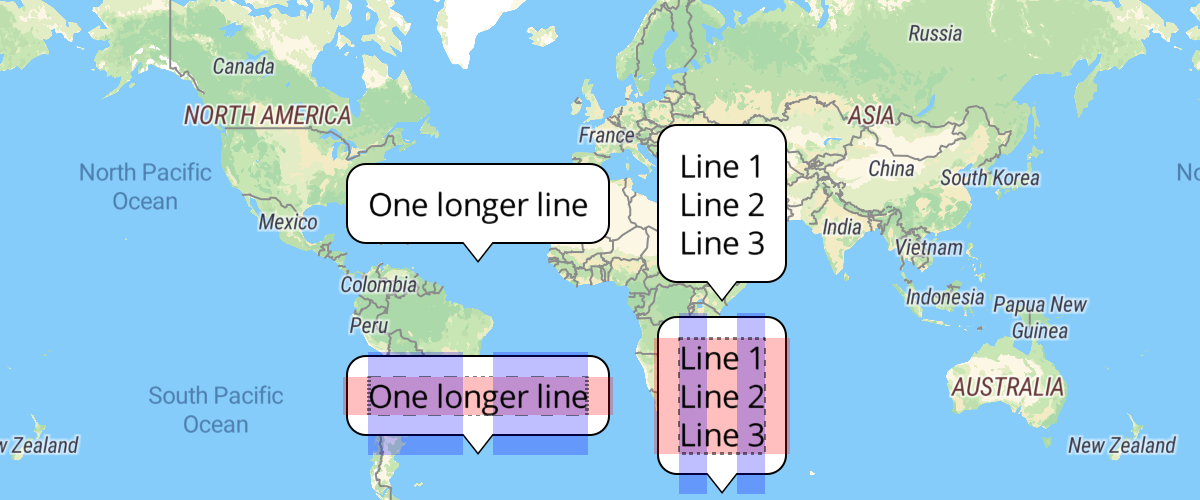 Russia
Canada
NORTH AMERICA
ASIA
France
China
North Pacific
Ocean
South Korea
Line 1
One longer line
Line 2
Mexico
India
Line 3
Vietnam
Colombia
Indonesia
Papua New
Guinea
Peru
Line 1
AUSTRALIA
South Pacific
Ocean
One longer line
Line 2
Line 3
w Zealand
New Zealand
No